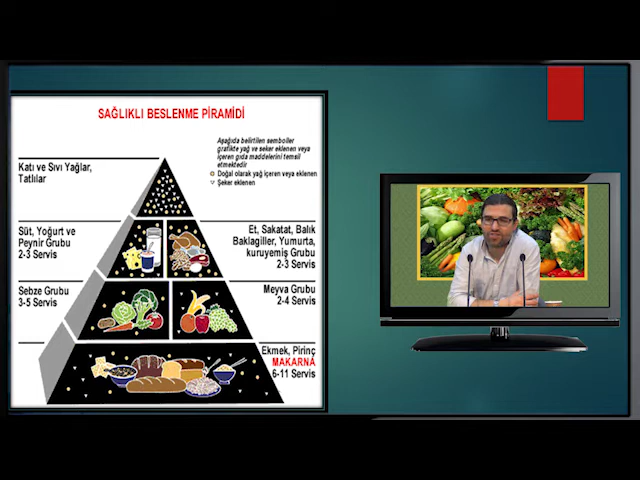 SAĞLIKLI BESLENME PİRAMİDİ
Aşağıda belirtilen semboller
grafikte yağ ve seker eklenen veya
içeren gıda maddelerini temsil
etmektedir
Doğal olarak yağ içeren veya eklenen
Şeker eklenen
Katı ve Sıvı Yağlar,
Tatlılar
Süt, Yoğurt ve
Peynir Grubu
2-3 Servis
Et, Sakatat, Balık
Baklagiller, Yumurta,
kuruyemiş Grubu
2-3 Servis
Sebze Grubu
3-5 Servis
Meyva Grubu
2-4 Servis
Ekmek, Pirinç
MAKARNA
6-11 Servis